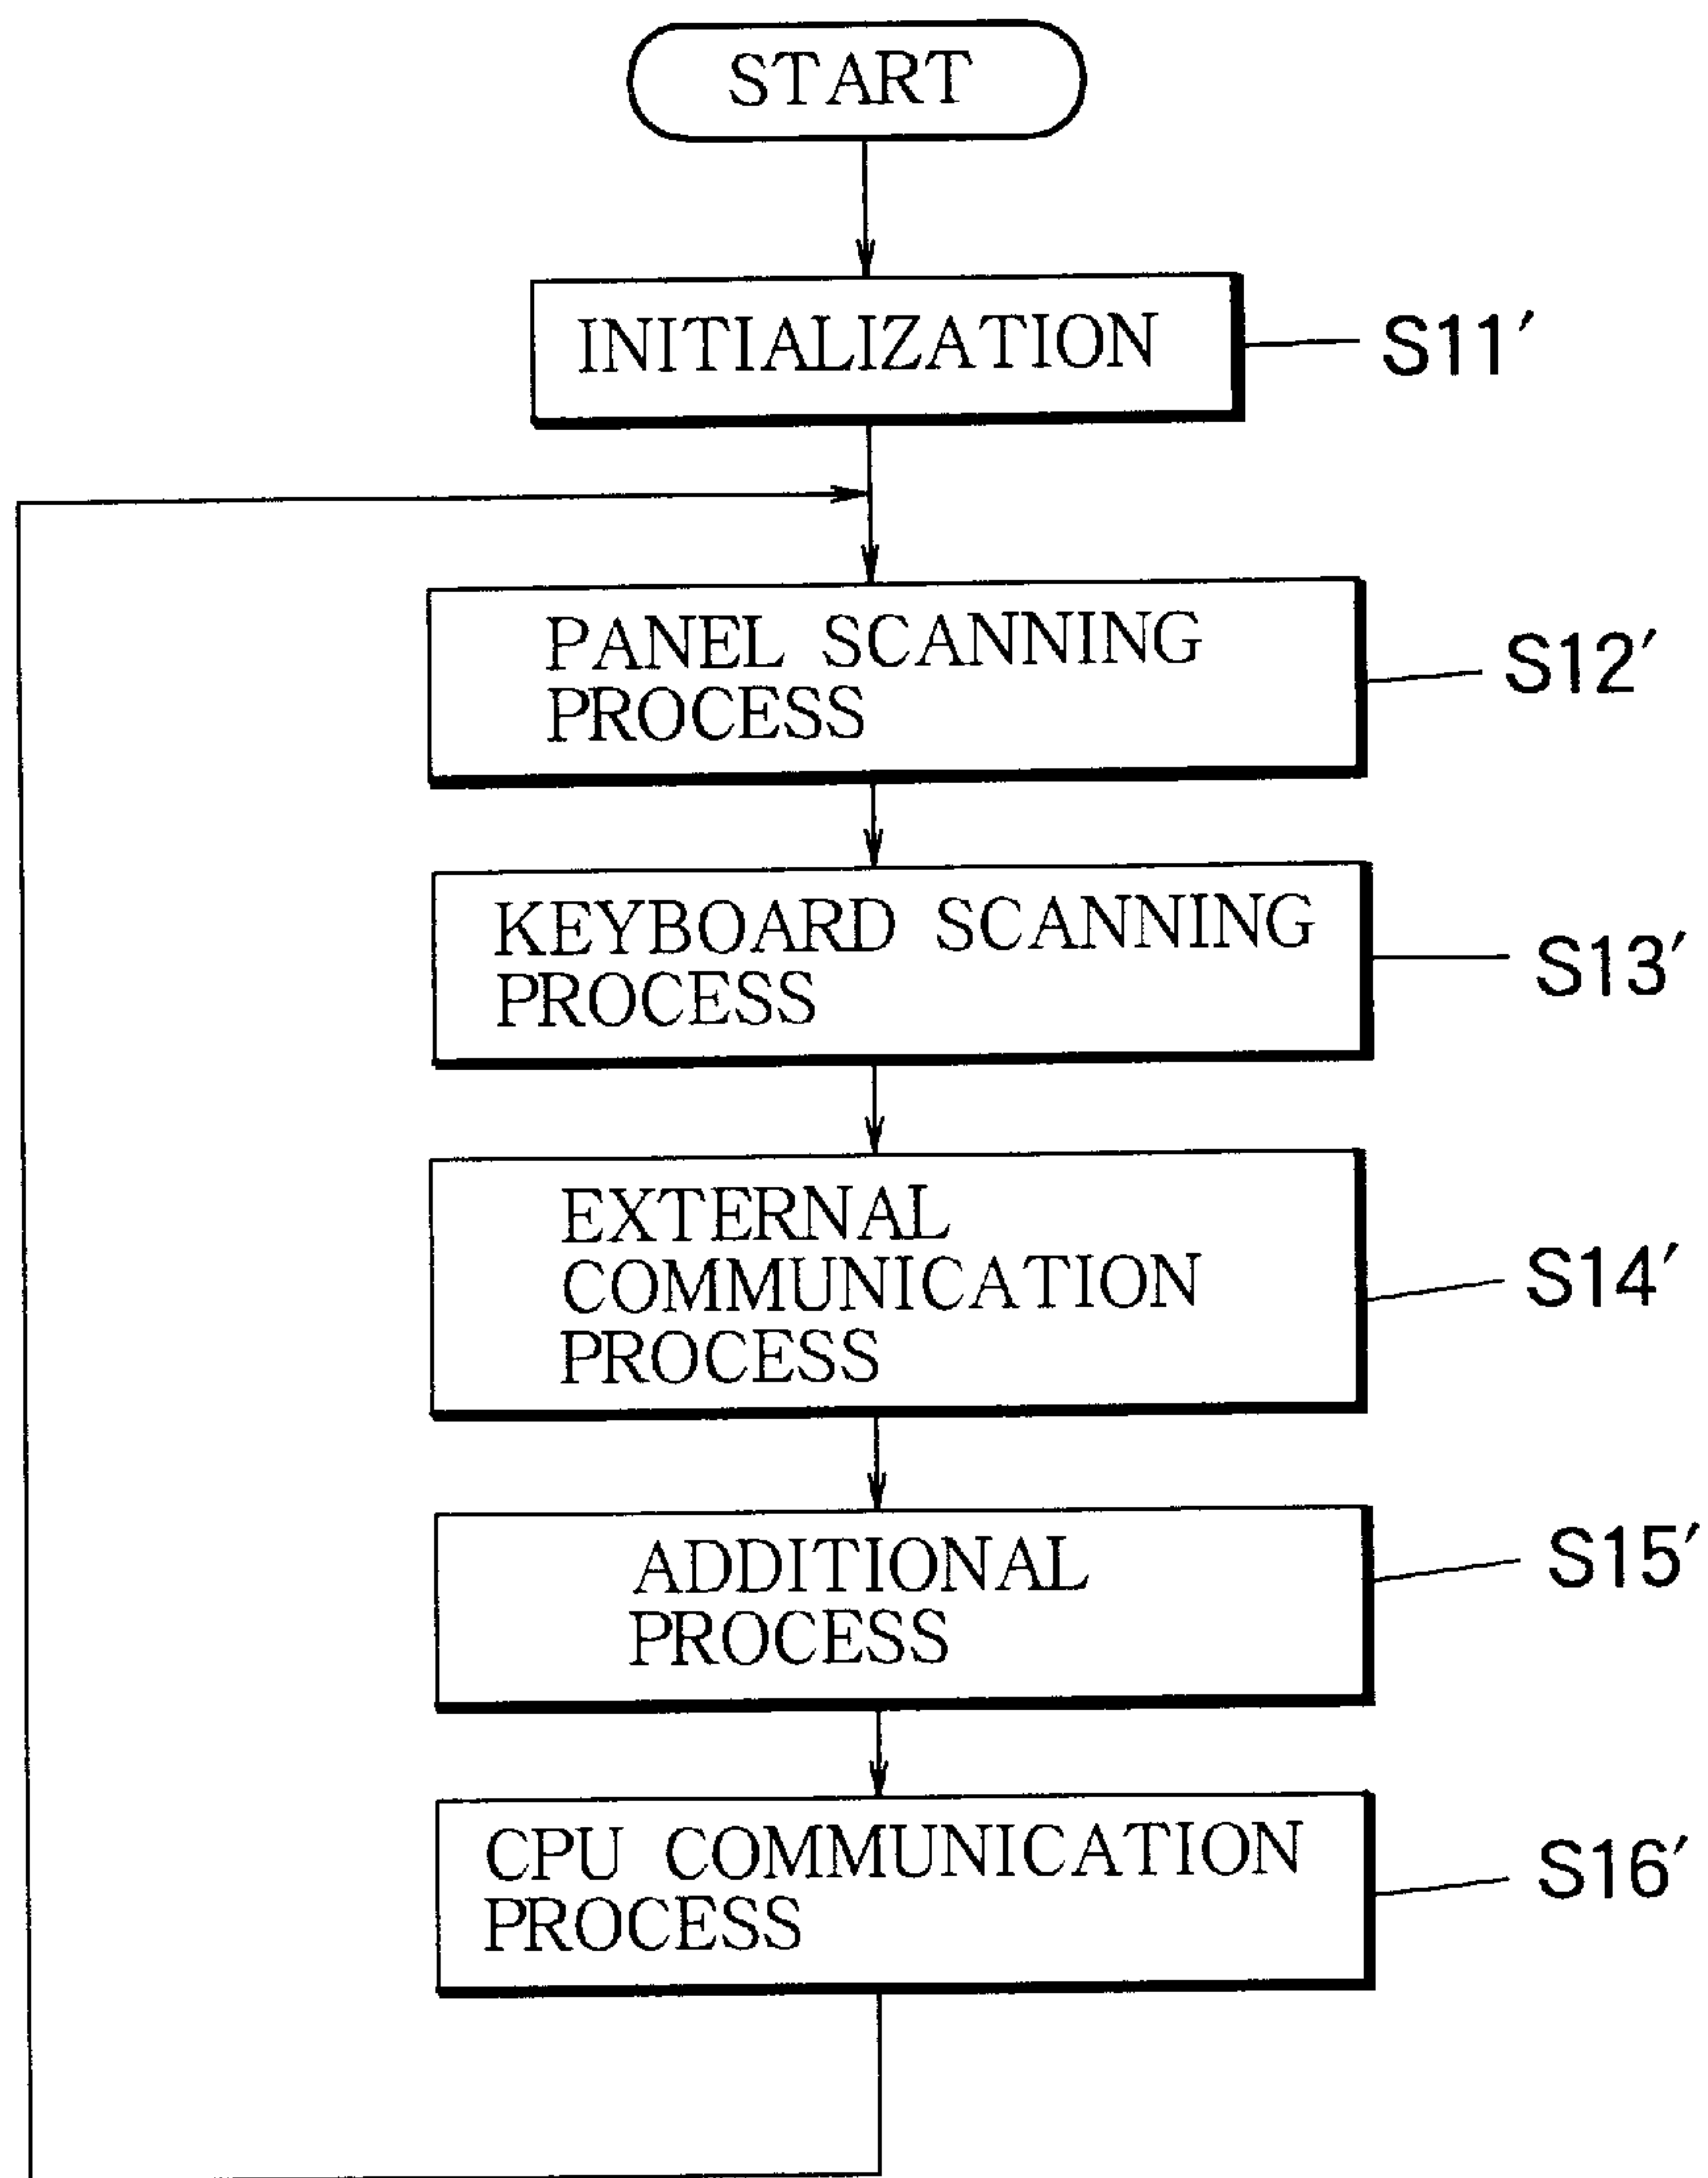 START
INITIALIZATION
S11′
PANEL SCANNING
PROCESS
S12′
KEYBOARD SCANNING
PROCESS
S13′
EXTERNAL
COMMUNICATION
PROCESS
S14′
ADDITIONAL
PROCESS
S15′
CPU COMMUNICATION
PROCESS
S16′